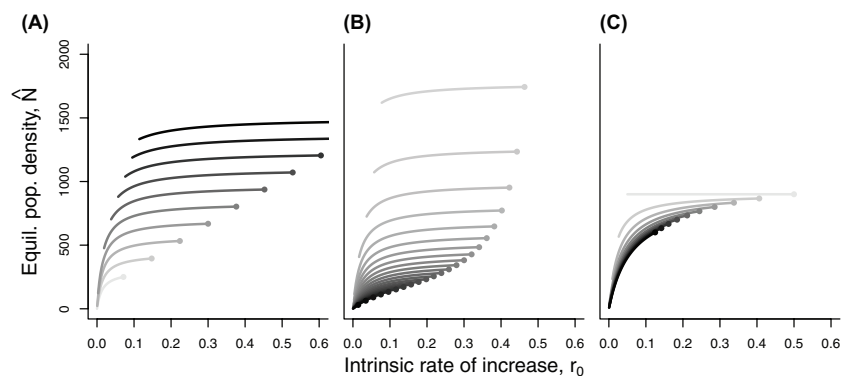 (A) (B) (C)
Equil. pop. density, N̂
2000
1500
1000
500
0
0.0 0.1 0.2 0.3 0.4 0.5 0.6
0.0 0.1 0.2 0.3 0.4 0.5 0.6
0.0 0.1 0.2 0.3 0.4 0.5 0.6
Intrinsic rate of increase, r₀